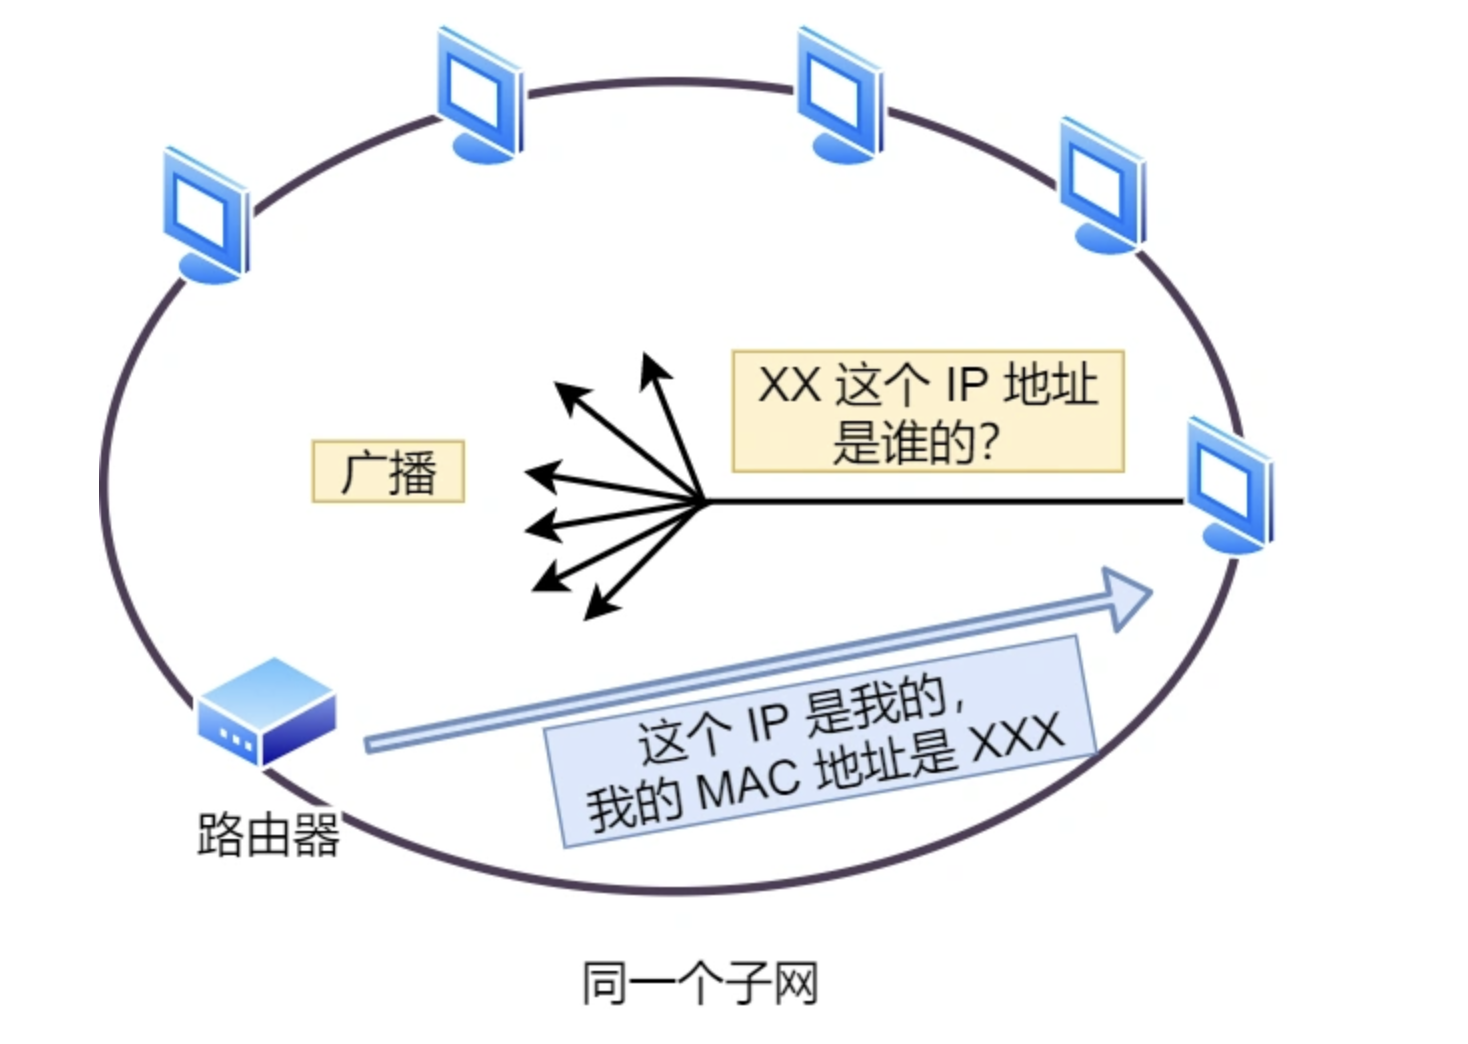 XX 这个 IP 地址
是谁的?
广播
这个 IP 是我的,
我的 MAC 地址是 XXX
路由器
同一个子网